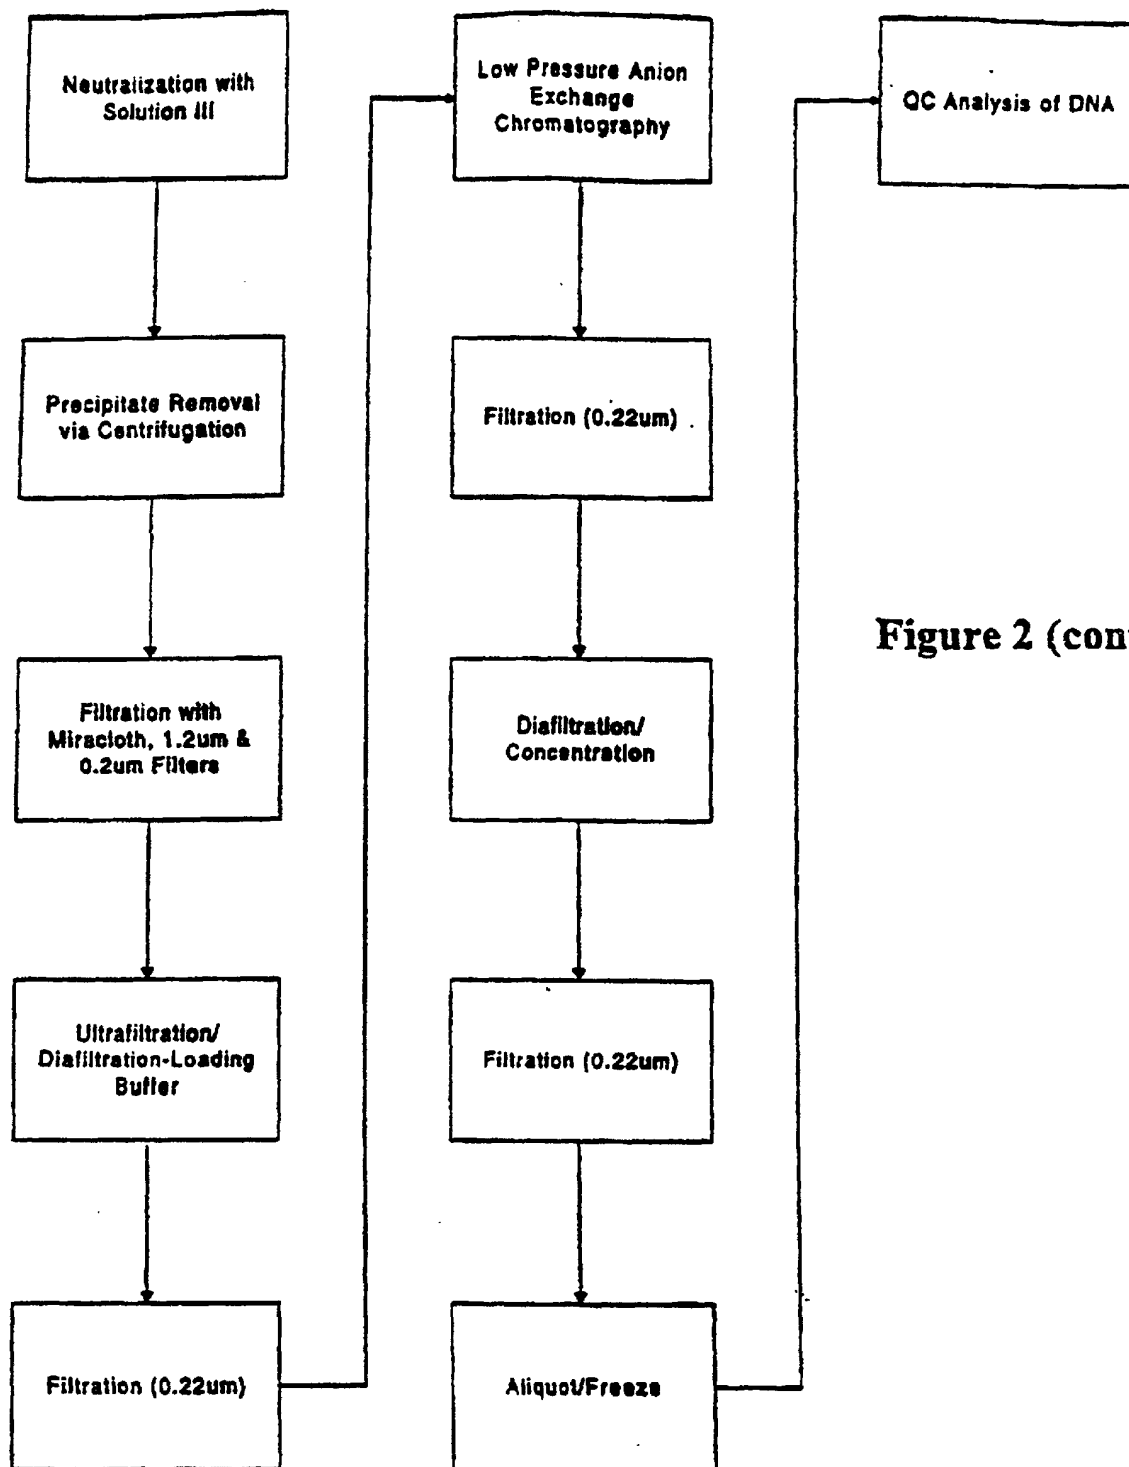 Neutralization with
Solution III
Precipitate Removal
via Centrifugation
Filtration with
Miracloth, 1.2um &
0.2um Filters
Ultrafiltration/
Diafiltration-Loading
Buffer
Filtration (0.22um)
Low Pressure Anion
Exchange
Chromatography
Filtration (0.22um)
Diafiltration/
Concentration
Filtration (0.22um)
Aliquot/Freeze
QC Analysis of DNA
Figure 2 (con